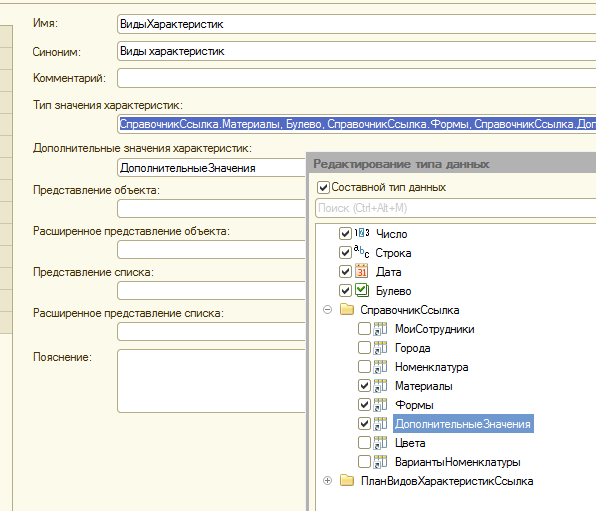 Имя: ВидыХарактеристик
Синоним: Виды характеристик
Комментарий:
Тип значения характеристик:
СправочникСсылка.Материалы, Булево, СправочникСсылка.Формы, СправочникСсылка.До
Дополнительные значения характеристик:
ДополнительныеЗначения
Представление объекта:
Расширенное представление объекта:
Представление списка:
Расширенное представление списка:
Пояснение:
Редактирование типа данных
Составной тип данных
Поиск (Ctrl+Alt+M)
Число
Строка
Дата
Булево
СправочникСсылка
МоиСотрудники
Города
Номенклатура
Материалы
Формы
ДополнительныеЗначения
Цвета
ВариантыНоменклатуры
ПланВидовХарактеристикСсылка